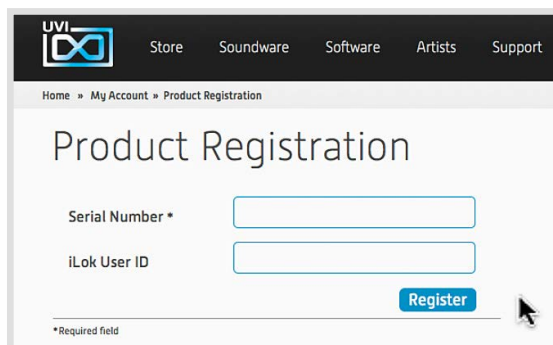 UVI
Store Soundware Software Artists Support
Home » My Account » Product Registration
Product Registration
Serial Number *
iLok User ID
Register
*Required field